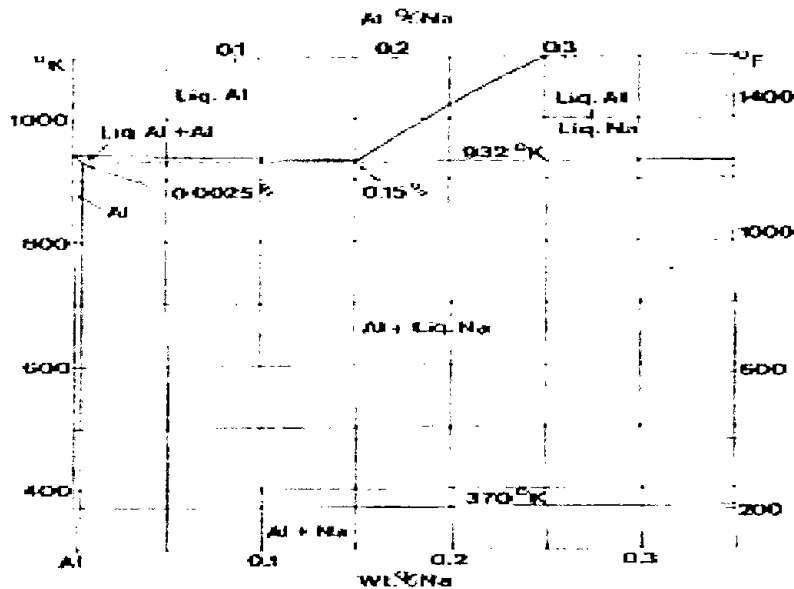 At %Na
0.1 0.2 0.3
°K °F
Liq. Al Liq. Al 1400
1000 Liq. Al + Al Liq. Na
932 °K
0.0025% 0.15%
Al
800 1000
Al + Liq. Na
600 600
400 370 °K
200
Al + Na
Al 0.1 0.2 0.3
Wt.%Na